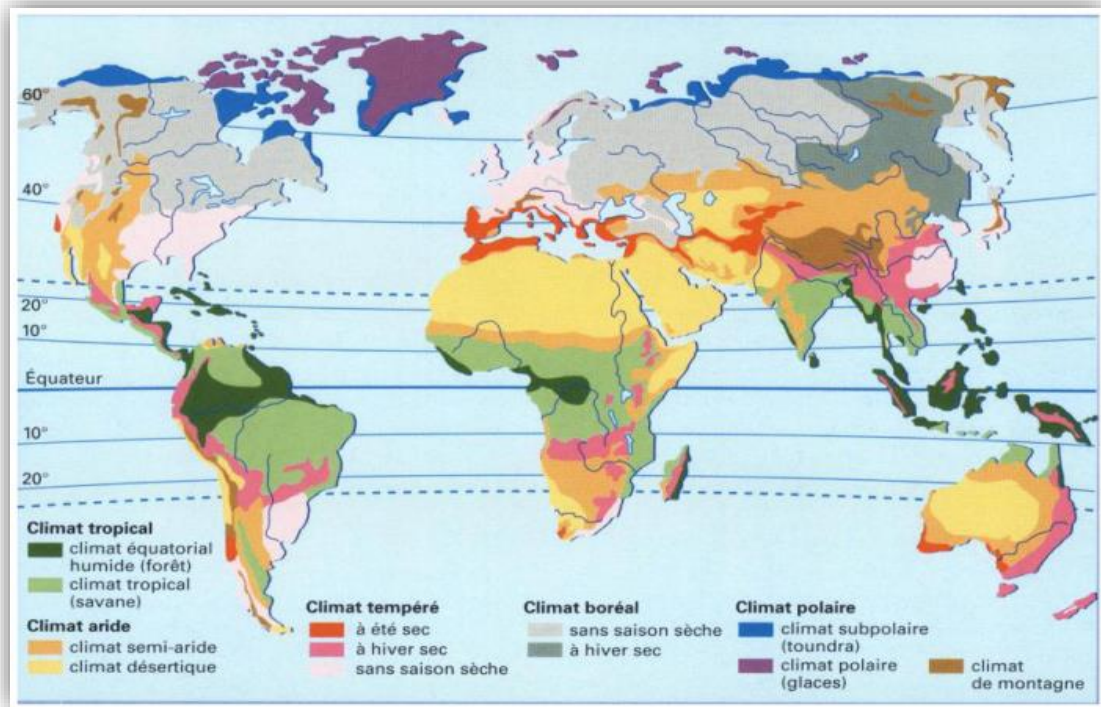 60°
40°
20°
10°
Équateur
10°
20°
Climat tropical
climat équatorial
humide (forêt)
climat tropical
(savane)
Climat aride
climat semi-aride
climat désertique
Climat tempéré
à été sec
à hiver sec
sans saison sèche
Climat boréal
sans saison sèche
à hiver sec
Climat polaire
climat subpolaire
(toundra)
climat polaire
(glaces)
climat
de montagne